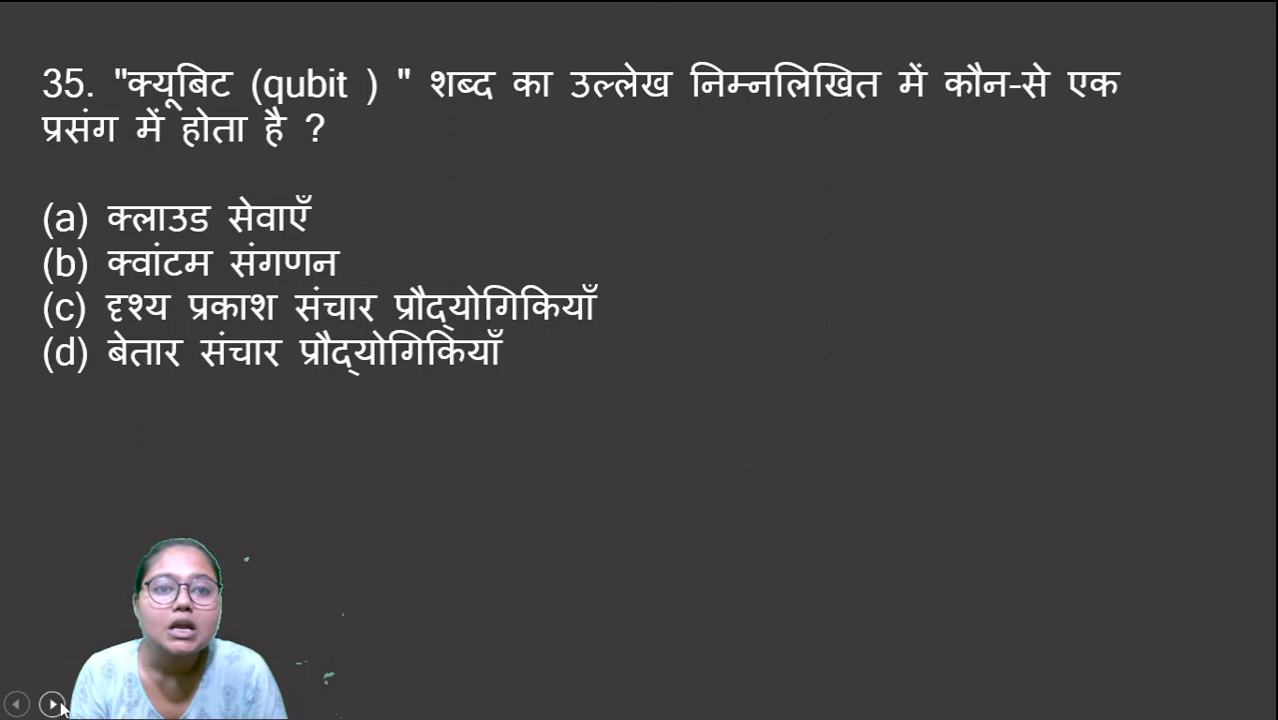 35. "क्यूबिट (qubit ) " शब्द का उल्लेख निम्नलिखित में कौन-से एक
प्रसंग में होता है ?
(a) क्लाउड सेवाएँ
(b) क्वांटम संगणन
(c) दृश्य प्रकाश संचार प्रौद्योगिकियाँ
(d) बेतार संचार प्रौद्योगिकियाँ